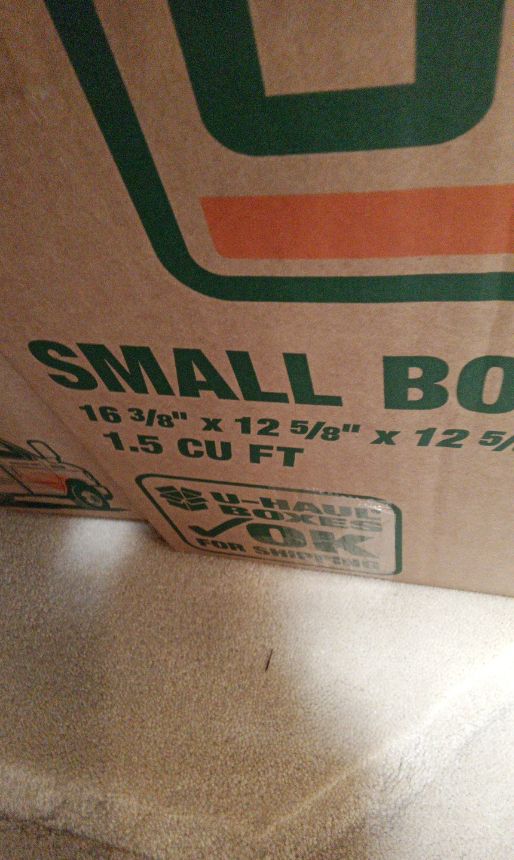 SMALL BO
16 3/8" x 12 5/8" x 12 5/
1.5 CU FT
U-HAUL
BOXES
✓OK
FOR SHIPPING